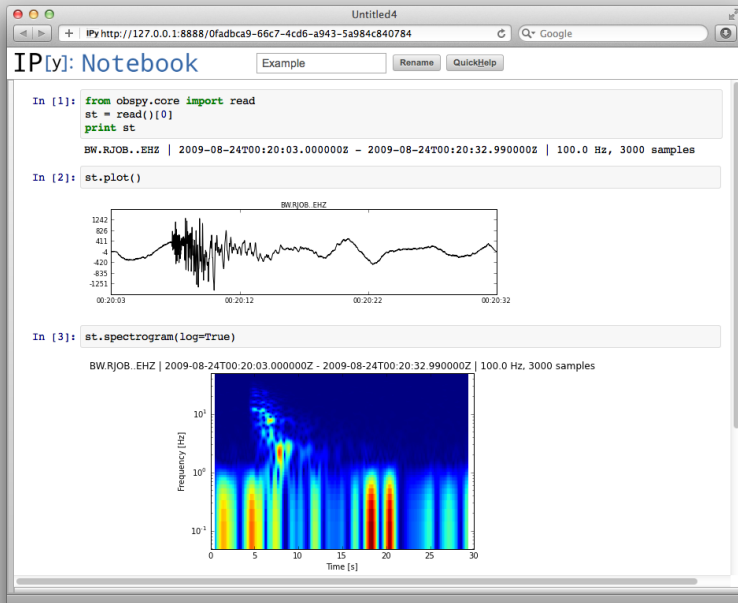 Untitled4
IPy http://127.0.0.1:8888/0fadbca9-66c7-4cd6-a943-5a984c840784
Google
IP[y]: Notebook
Example
Rename
QuickHelp
In [1]: from obspy.core import read
st = read()[0]
print st
BW.RJOB..EHZ | 2009-08-24T00:20:03.000000Z - 2009-08-24T00:20:32.990000Z | 100.0 Hz, 3000 samples
In [2]: st.plot()
BW.RJOB..EHZ
1242
826
411
-4
-420
-835
-1251
00:20:03 00:20:12 00:20:22 00:20:32
In [3]: st.spectrogram(log=True)
BW.RJOB..EHZ | 2009-08-24T00:20:03.000000Z - 2009-08-24T00:20:32.990000Z | 100.0 Hz, 3000 samples
Frequency [Hz]
10¹
10⁰
10⁻¹
0 5 10 15 20 25 30
Time [s]